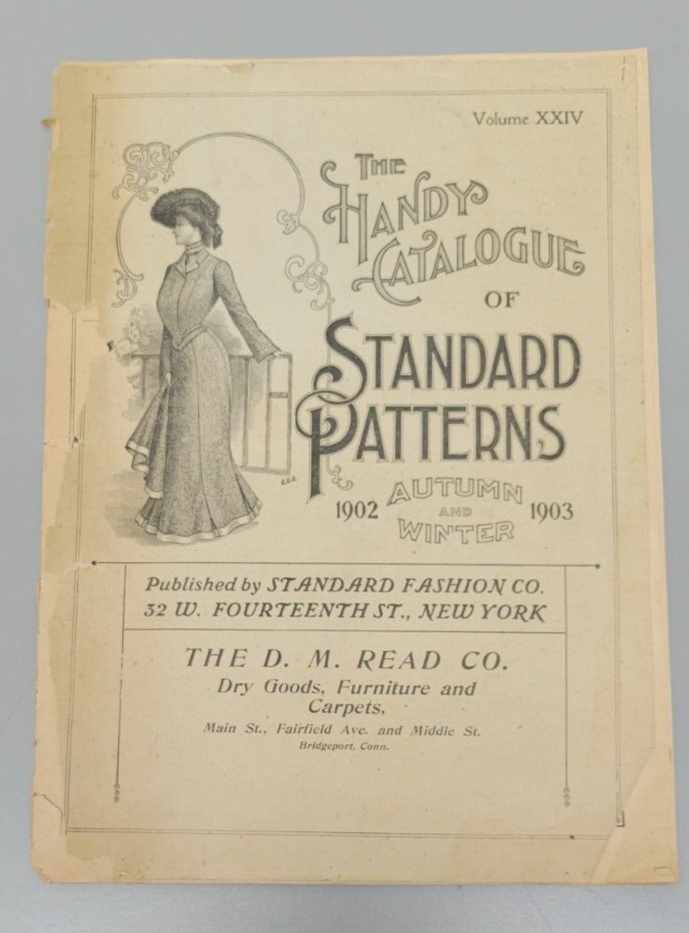 Volume XXIV
THE
HANDY
CATALOGUE
OF
STANDARD
PATTERNS
1902 AUTUMN AND WINTER 1903
Published by STANDARD FASHION CO.
32 W. FOURTEENTH ST., NEW YORK
THE D. M. READ CO.
Dry Goods, Furniture and
Carpets,
Main St., Fairfield Ave. and Middle St.
Bridgeport, Conn.